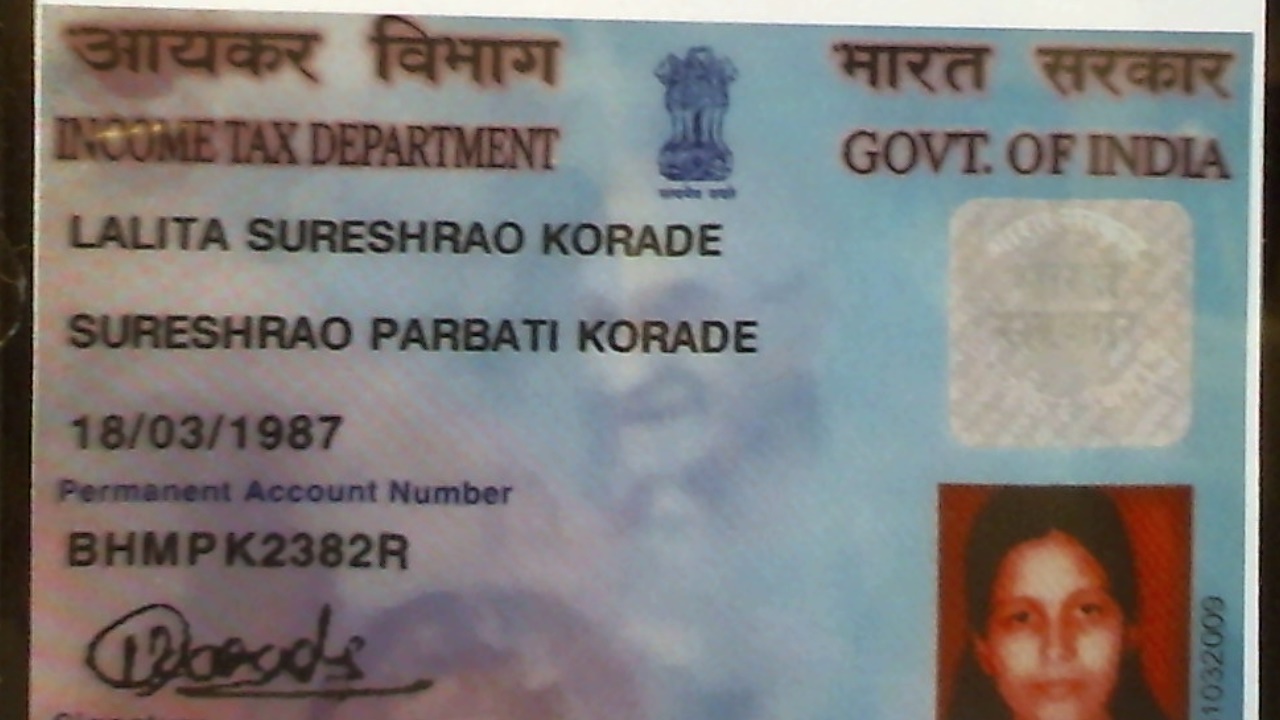 आयकर विभाग
भारत सरकार
INCOME TAX DEPARTMENT
GOVT. OF INDIA
LALITA SURESHRAO KORADE
SURESHRAO PARBATI KORADE
18/03/1987
Permanent Account Number
BHMPK2382R
1032009